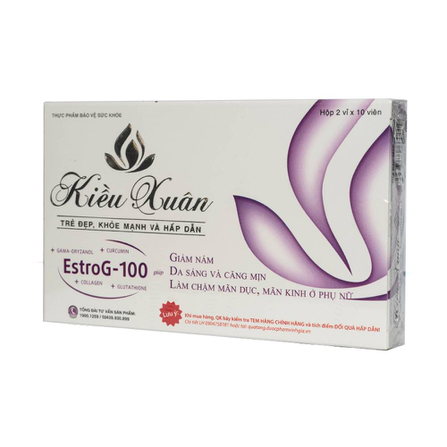 THỰC PHẨM BẢO VỆ SỨC KHỎE
Hộp 2 vỉ x 10 viên
Kiều Xuân
TRẺ ĐẸP, KHỎE MẠNH VÀ HẤP DẪN
+ GAMA-ORYZANOL + CURCUMIN
EstroG-100 giúp
+ COLLAGEN + GLUTATHIONE
GIẢM NÁM
DA SÁNG VÀ CĂNG MỊN
LÀM CHẬM MÃN DỤC, MÃN KINH Ở PHỤ NỮ
TỔNG ĐÀI TƯ VẤN SẢN PHẨM:
Lưu ý:
Khi mua hàng, QK hãy kiểm tra TEM HÀNG CHÍNH HÃNG và tích điểm ĐỔI QUÀ HẤP DẪN!